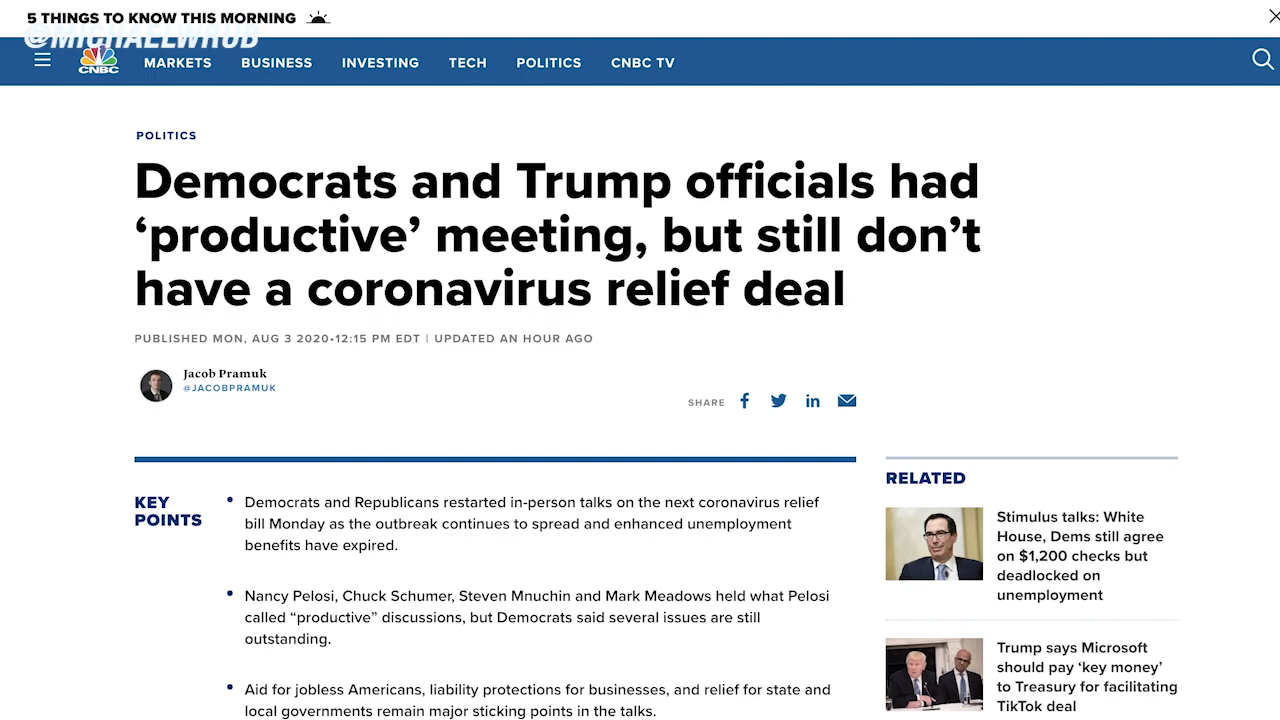 5 THINGS TO KNOW THIS MORNING
@MICHAELWRUB
CNBC
MARKETS BUSINESS INVESTING TECH POLITICS CNBC TV
POLITICS
Democrats and Trump officials had
‘productive’ meeting, but still don’t
have a coronavirus relief deal
PUBLISHED MON, AUG 3 2020•12:15 PM EDT | UPDATED AN HOUR AGO
Jacob Pramuk
@JACOBPRAMUK
SHARE
KEY
POINTS
Democrats and Republicans restarted in-person talks on the next coronavirus relief
bill Monday as the outbreak continues to spread and enhanced unemployment
benefits have expired.
Nancy Pelosi, Chuck Schumer, Steven Mnuchin and Mark Meadows held what Pelosi
called “productive” discussions, but Democrats said several issues are still
outstanding.
Aid for jobless Americans, liability protections for businesses, and relief for state and
local governments remain major sticking points in the talks.
RELATED
Stimulus talks: White
House, Dems still agree
on $1,200 checks but
deadlocked on
unemployment
Trump says Microsoft
should pay ‘key money’
to Treasury for facilitating
TikTok deal